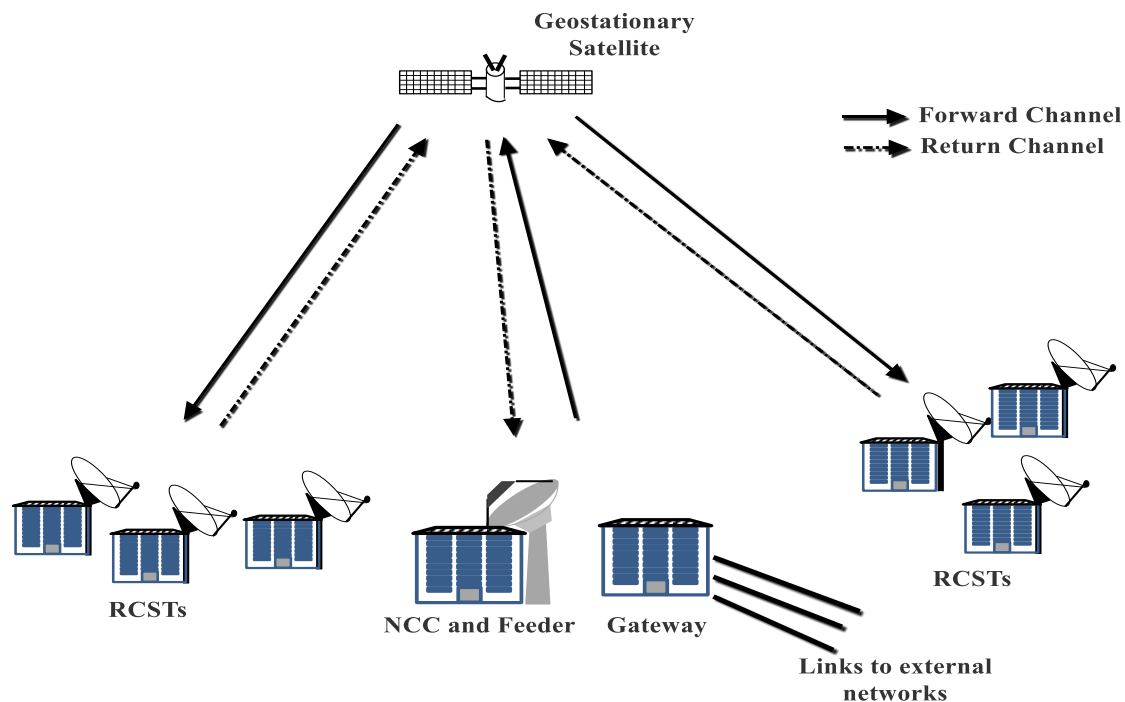 Geostationary
Satellite
Forward Channel
Return Channel
RCSTs
NCC and Feeder
Gateway
RCSTs
Links to external
networks